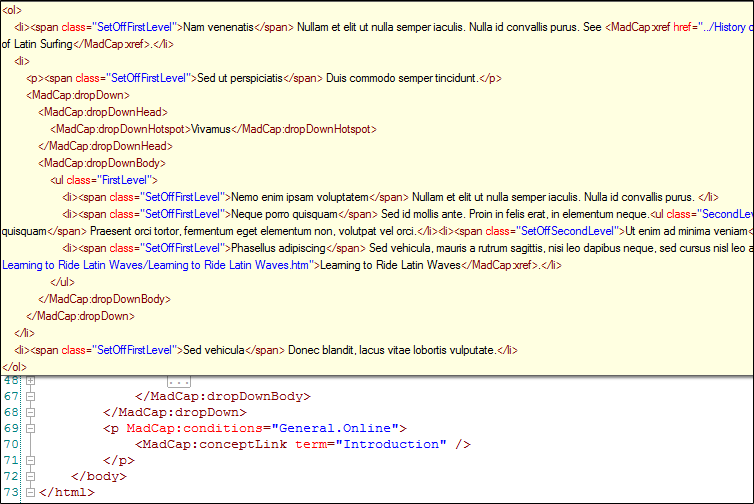 <ol>
<li><span class="SetOffFirstLevel">Nam venenatis</span> Nullam et elit ut nulla semper iaculis. Nulla id convallis purus. See <MadCap:xref href="../History o
of Latin Surfing</MadCap:xref>.</li>
<li>
<p><span class="SetOffFirstLevel">Sed ut perspiciatis</span> Duis commodo semper tincidunt.</p>
<MadCap:dropDown>
<MadCap:dropDownHead>
<MadCap:dropDownHotspot>Vivamus</MadCap:dropDownHotspot>
</MadCap:dropDownHead>
<MadCap:dropDownBody>
<ul class="FirstLevel">
<li><span class="SetOffFirstLevel">Nemo enim ipsam voluptatem</span> Nullam et elit ut nulla semper iaculis. Nulla id convallis purus. </li>
<li><span class="SetOffFirstLevel">Neque porro quisquam</span> Sed id mollis ante. Proin in felis erat, in elementum neque.<ul class="SecondLev
quisquam</span> Praesent orci tortor, fermentum eget elementum non, volutpat vel orci.</li><li><span class="SetOffSecondLevel">Ut enim ad minima veniam<
<li><span class="SetOffFirstLevel">Phasellus adipiscing</span> Sed vehicula, mauris a rutrum sagittis, nisi leo dapibus neque, sed cursus nisl leo a
Learning to Ride Latin Waves/Learning to Ride Latin Waves.htm">Learning to Ride Latin Waves</MadCap:xref>.</li>
</ul>
</MadCap:dropDownBody>
</MadCap:dropDown>
</li>
<li><span class="SetOffFirstLevel">Sed vehicula</span> Donec blandit, lacus vitae lobortis vulputate.</li>
</ol>
48 ...
67 </MadCap:dropDownBody>
68 </MadCap:dropDown>
69 <p MadCap:conditions="General.Online">
70 <MadCap:conceptLink term="Introduction" />
71 </p>
72 </body>
73 </html>